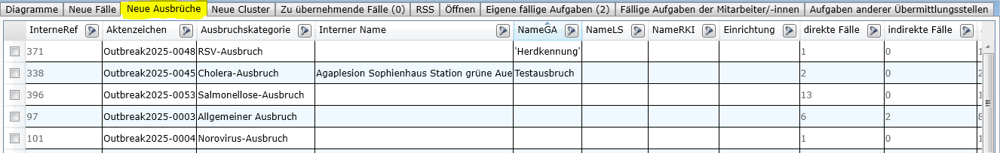 Diagramme Neue Fälle Neue Ausbrüche Neue Cluster Zu übernehmende Fälle (0) RSS Öffnen Eigene fällige Aufgaben (2) Fällige Aufgaben der Mitarbeiter/-innen Aufgaben anderer Übermittlungsstellen
InterneRef Aktenzeichen Ausbruchskategorie Interner Name NameGA NameLS NameRKI Einrichtung direkte Fälle indirekte Fälle
371 Outbreak2025-0048 RSV-Ausbruch 'Herdkennung' 1 0 1
338 Outbreak2025-0045 Cholera-Ausbruch Agaplesion Sophienhaus Station grüne Aue Testausbruch 2 0 2
396 Outbreak2025-0053 Salmonellose-Ausbruch 13 0 1
97 Outbreak2025-0003 Allgemeiner Ausbruch 6 2 8
101 Outbreak2025-0004 Norovirus-Ausbruch 1 0 1